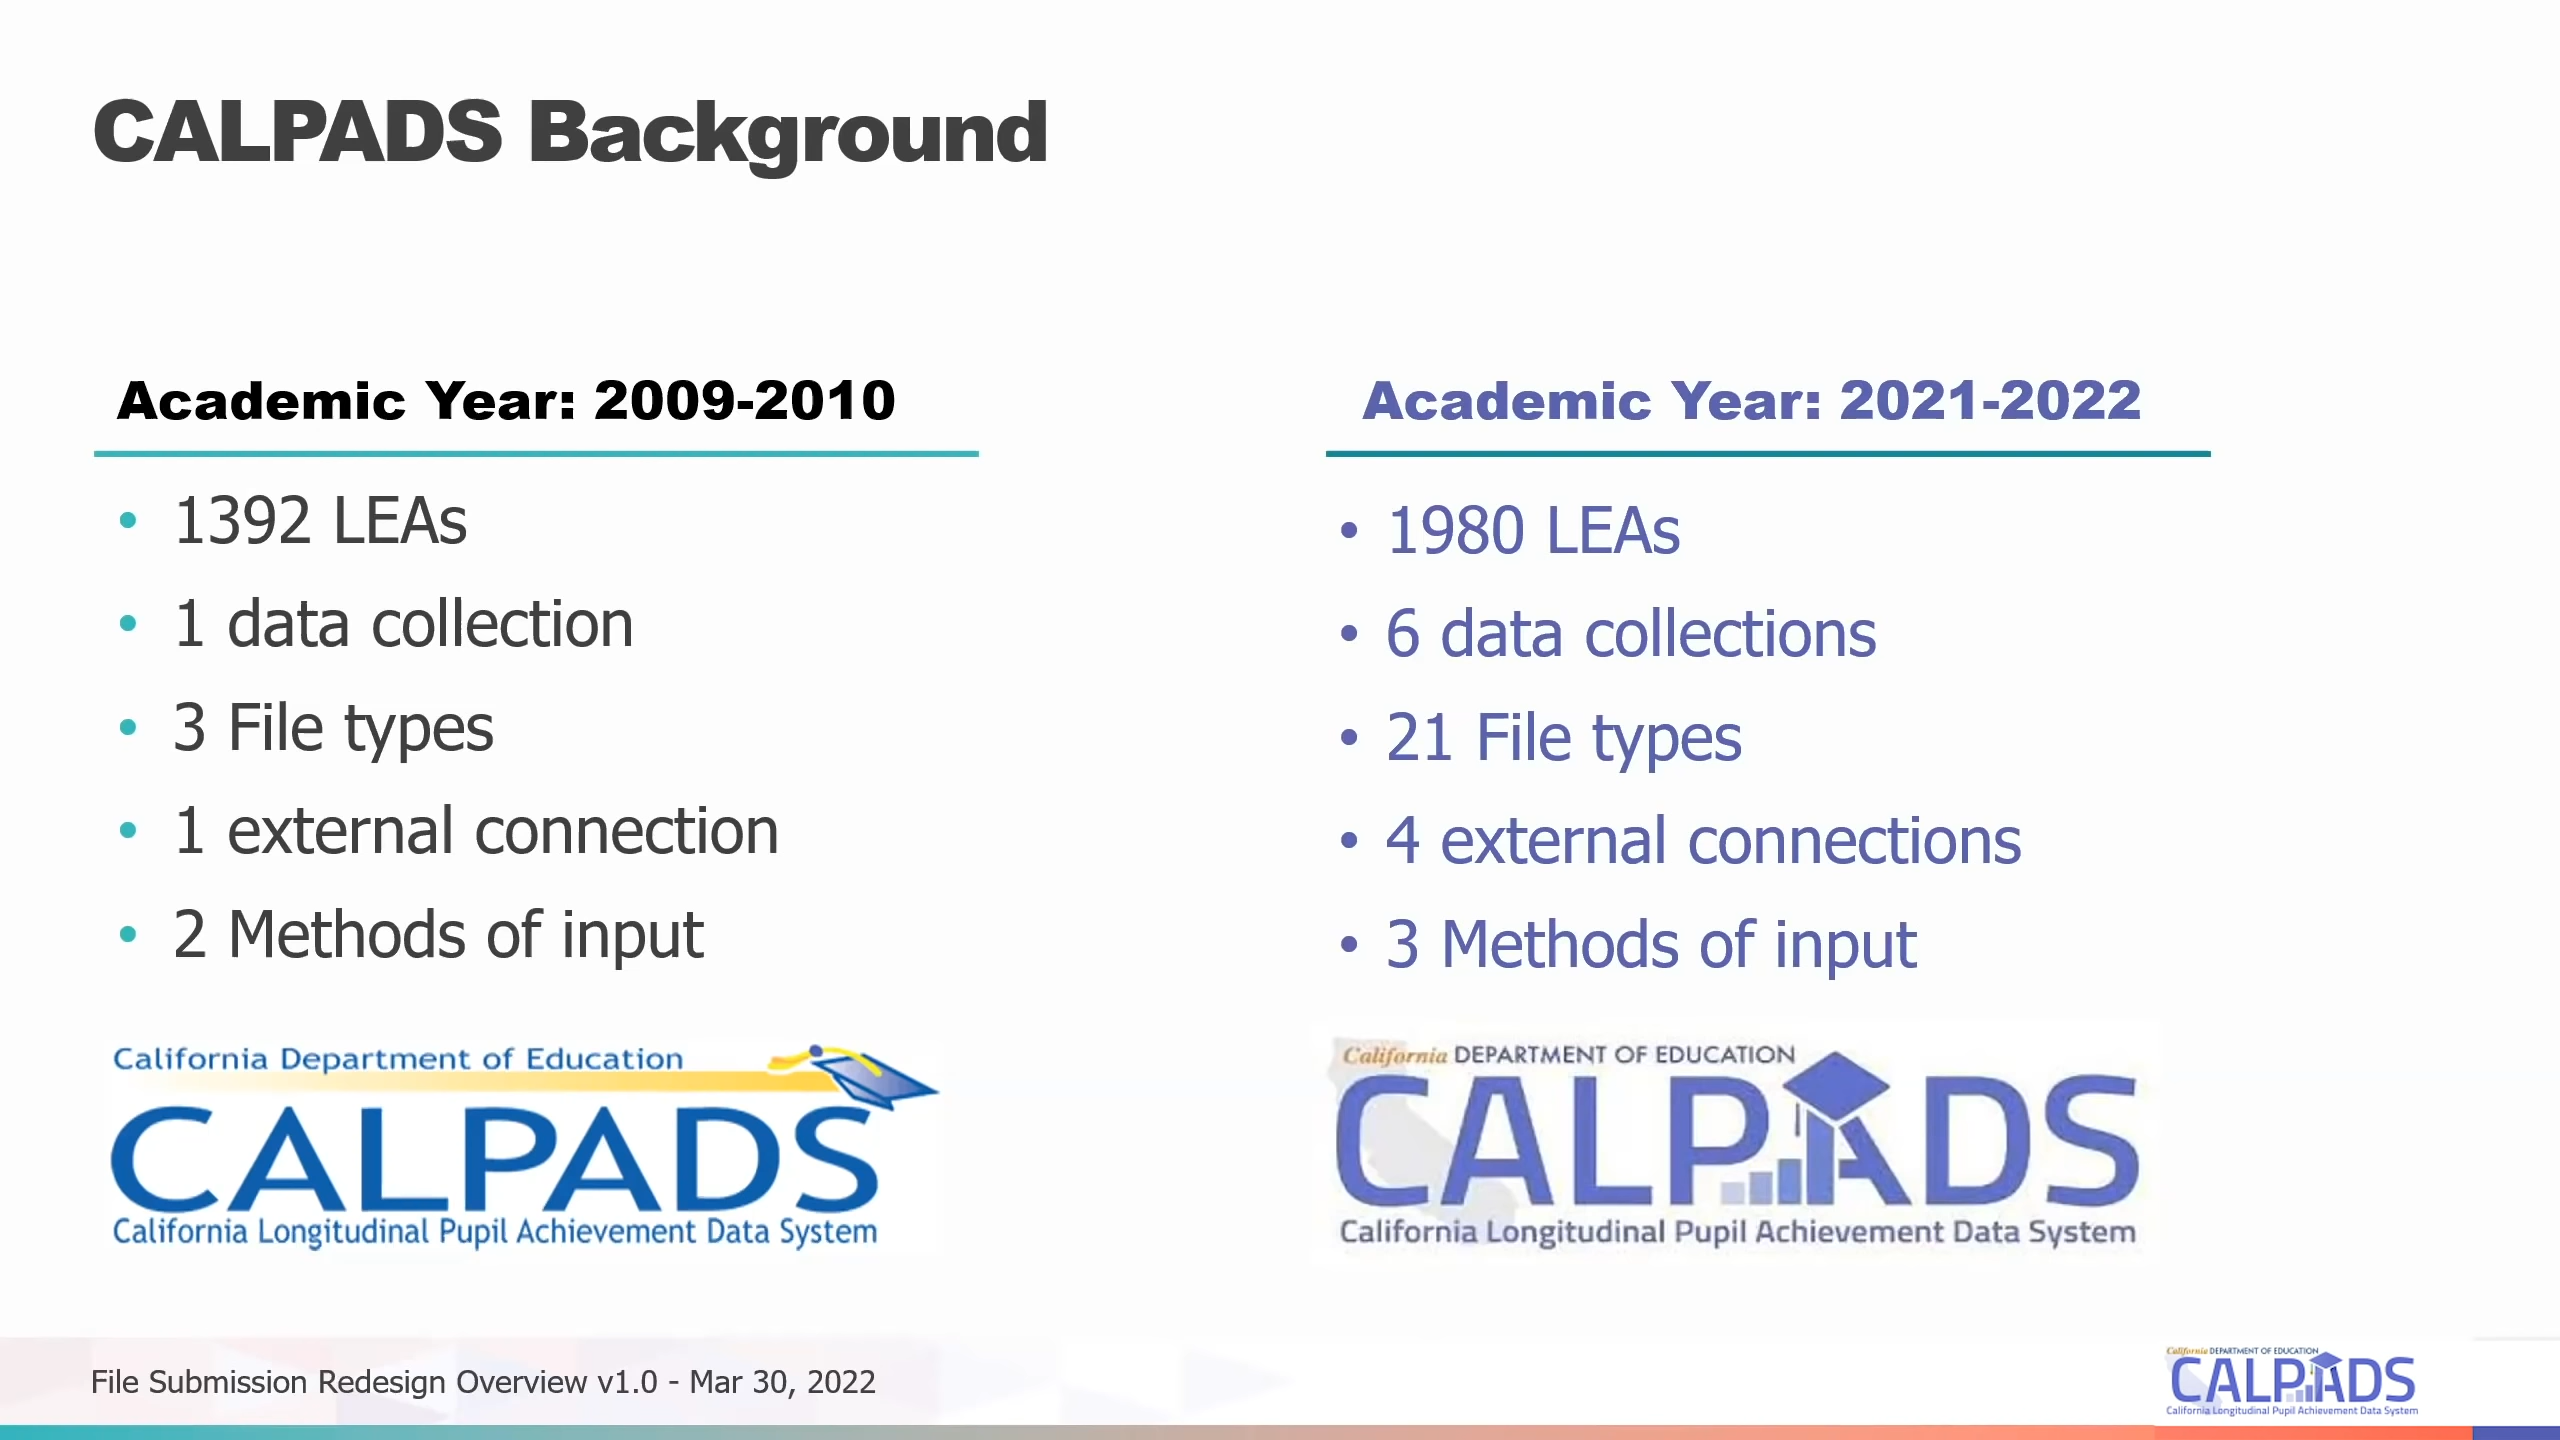 CALPADS Background
Academic Year: 2009-2010
• 1392 LEAs
• 1 data collection
• 3 File types
• 1 external connection
• 2 Methods of input
California Department of Education
CALPADS
California Longitudinal Pupil Achievement Data System
Academic Year: 2021-2022
• 1980 LEAs
• 6 data collections
• 21 File types
• 4 external connections
• 3 Methods of input
California DEPARTMENT OF EDUCATION
CALPADS
California Longitudinal Pupil Achievement Data System
File Submission Redesign Overview v1.0 - Mar 30, 2022
California DEPARTMENT OF EDUCATION
CALPADS
California Longitudinal Pupil Achievement Data System